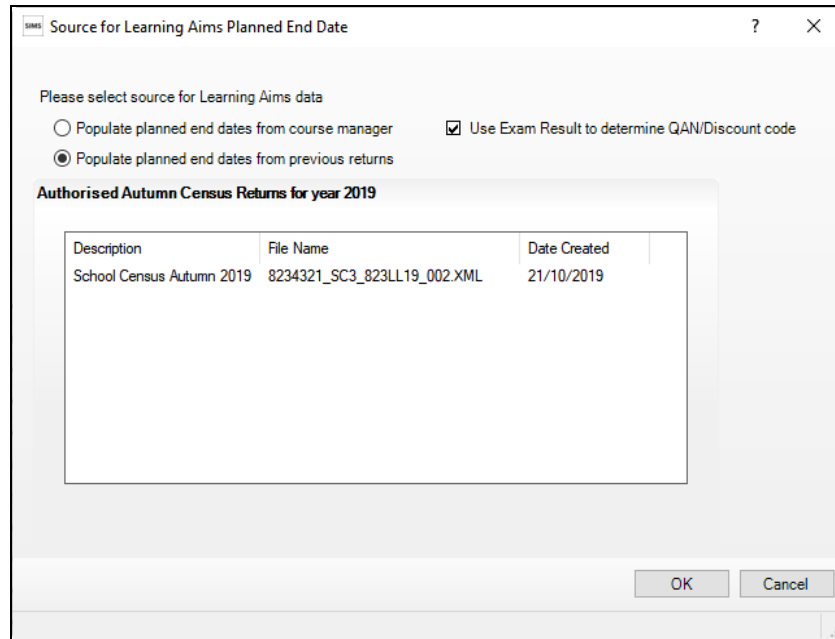 SIMS Source for Learning Aims Planned End Date ?
Please select source for Learning Aims data
Populate planned end dates from course manager Use Exam Result to determine QAN/Discount code
Populate planned end dates from previous returns
Authorised Autumn Census Returns for year 2019
Description File Name Date Created
School Census Autumn 2019 8234321_SC3_823LL19_002.XML 21/10/2019
OK Cancel